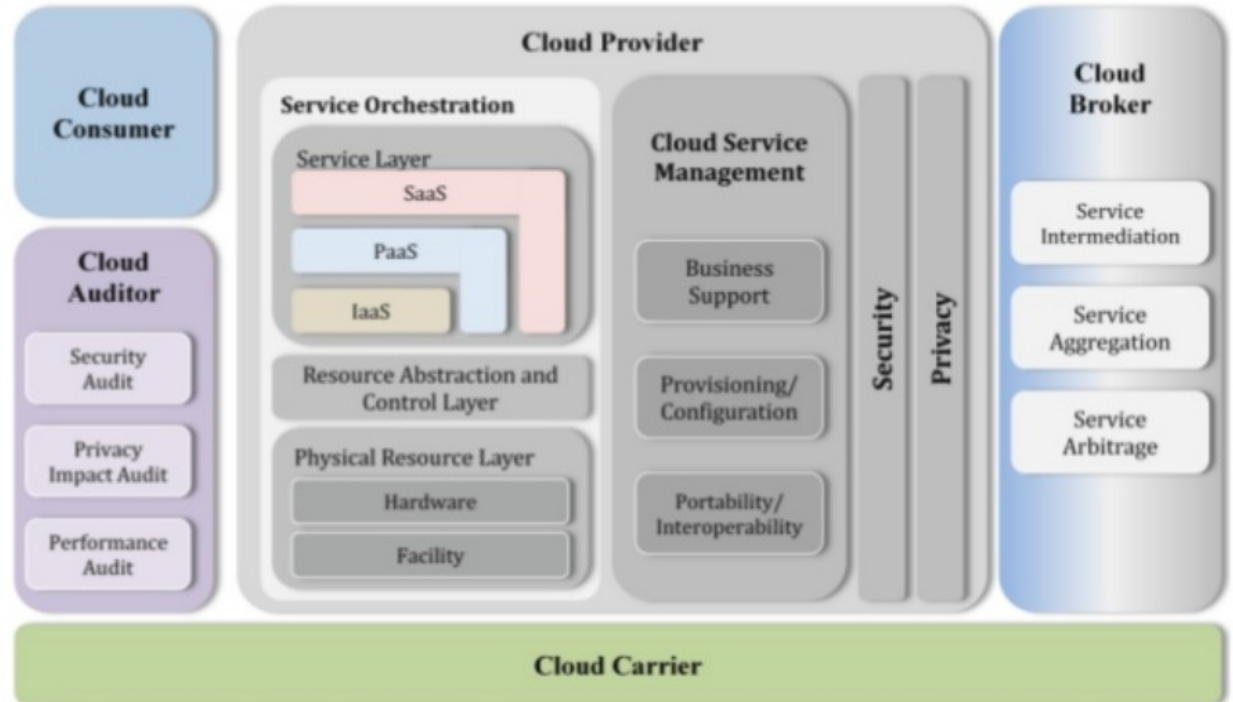 Cloud
Consumer
Cloud
Auditor
Security
Audit
Privacy
Impact Audit
Performance
Audit
Cloud Provider
Service Orchestration
Service Layer
SaaS
PaaS
IaaS
Resource Abstraction and
Control Layer
Physical Resource Layer
Hardware
Facility
Cloud Service
Management
Business
Support
Provisioning/
Configuration
Portability/
Interoperability
Security
Privacy
Cloud
Broker
Service
Intermediation
Service
Aggregation
Service
Arbitrage
Cloud Carrier